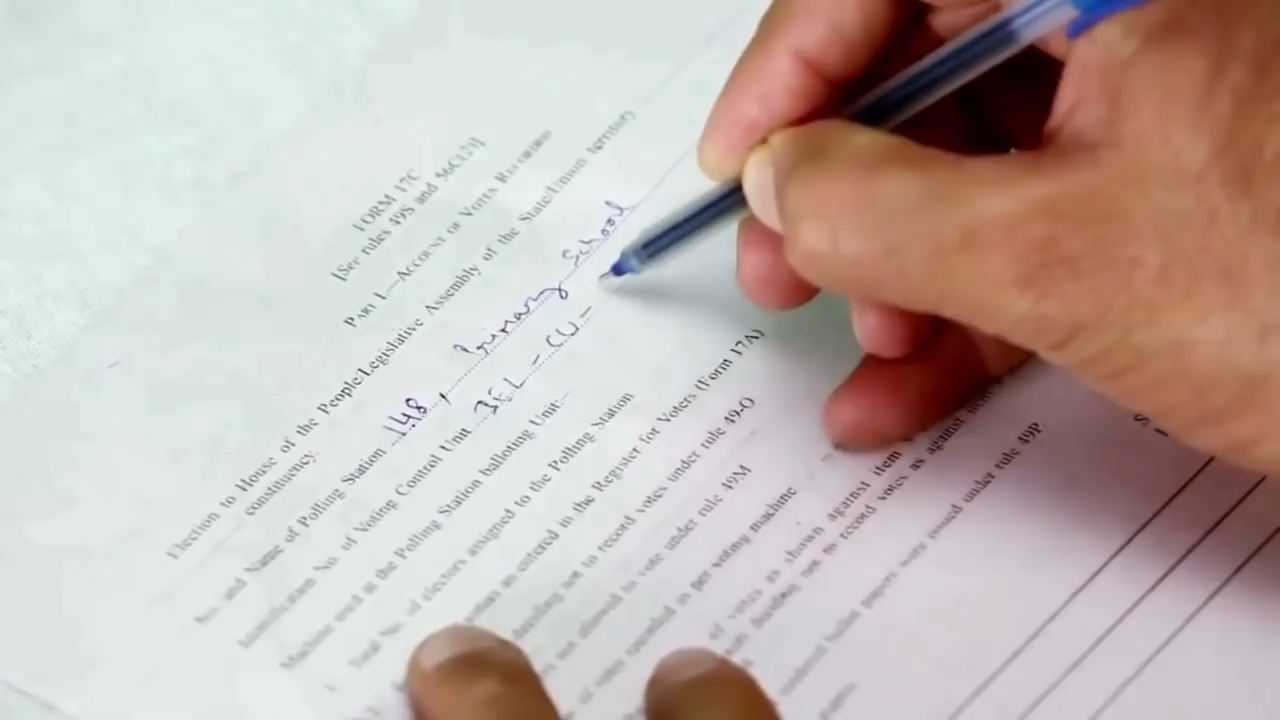 FORM 17C
[See rules 49S and 56C(2)]
PART I—ACCOUNT OF VOTES RECORDED
Election to House of the People/Legislative Assembly of the State/Union territory
constituency.
No. and Name of Polling Station 148, Primary School
Identification No. of Voting Control Unit BEL - CU -
Machine used at the Polling Station balloting Unit:-
Total No. of electors assigned to the Polling Station
as entered in the Register for Voters (Form 17A)
deciding not to record votes under rule 49-O
not allowed to vote under rule 49M
of votes recorded as per voting machine
of votes as shown against item
deciding not to record votes as against item
ballot papers were issued under rule 49P